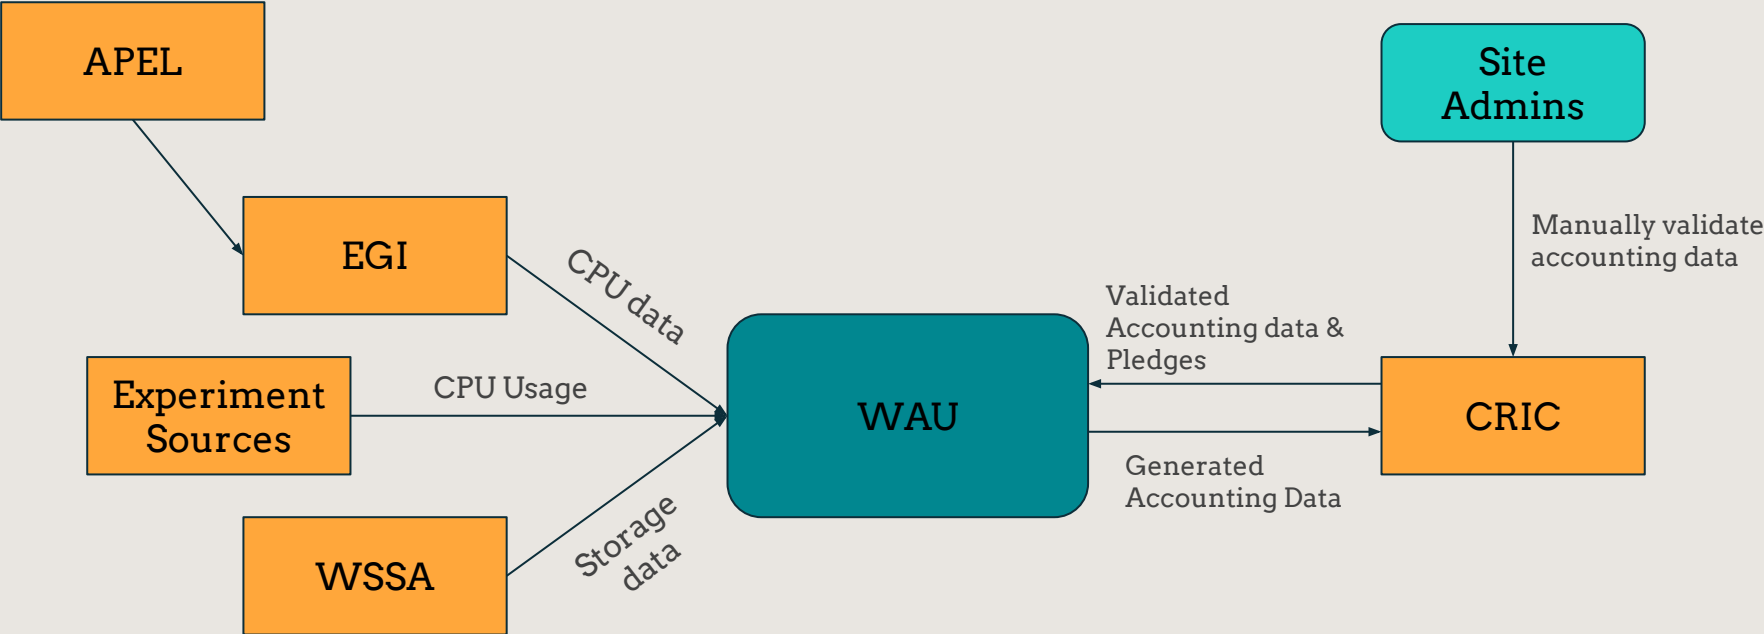 APEL
Site
Admins
EGI
CPU data
Manually validate
accounting data
Validated
Accounting data &
Pledges
Experiment
Sources
CPU Usage
WAU
CRIC
Generated
Accounting Data
Storage
data
WSSA